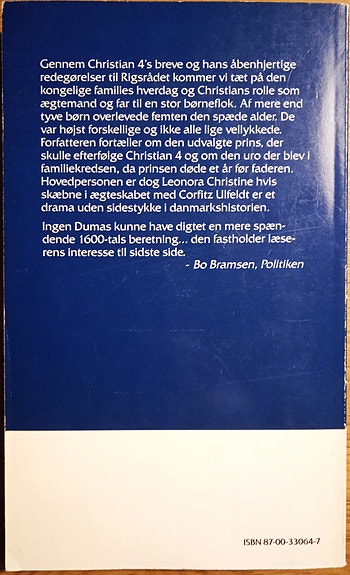 Gennem Christian 4's breve og hans åbenhjertige
redegørelser til Rigsrådet kommer vi tæt på den
kongelige families hverdag og Christians rolle som
ægtemand og far til en stor børneflok. Af mere end
tyve børn overlevede femten den spæde alder. De
var højst forskellige og ikke alle lige vellykkede.
Forfatteren fortæller om den udvalgte prins, der
skulle efterfølge Christian 4 og om den uro der blev i
familiekredsen, da prinsen døde et år før faderen.
Hovedpersonen er dog Leonora Christine hvis
skæbne i ægteskabet med Corfitz Ulfeldt er et
drama uden sidestykke i danmarkshistorien.
Ingen Dumas kunne have digtet en mere spæn-
dende 1600-tals beretning... den fastholder læse-
rens interesse til sidste side.
- Bo Bramsen, Politiken
ISBN 87-00-33064-7